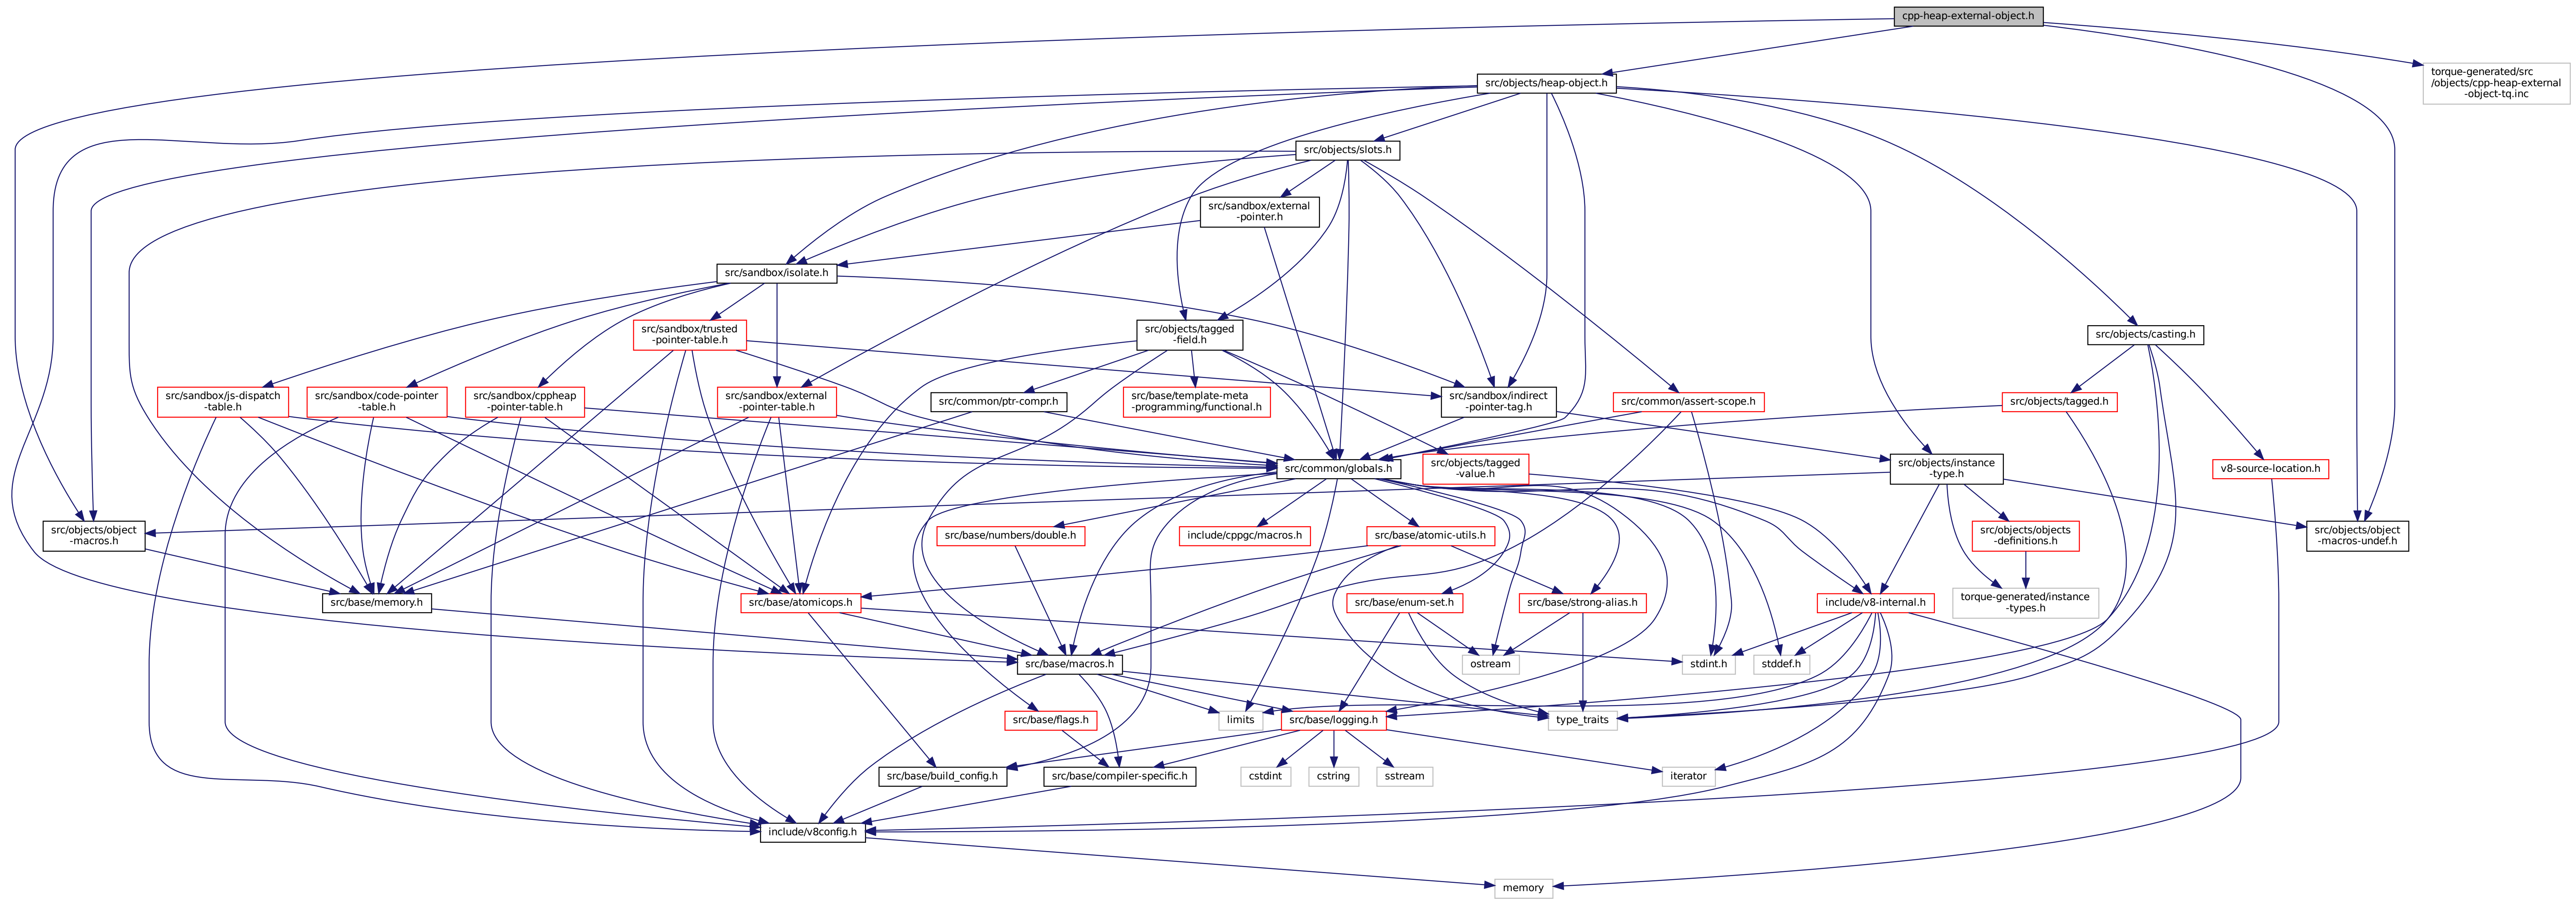 cpp-heap-external-object.h
src/objects/heap-object.h
torque-generated/src
/objects/cpp-heap-external
-object-tq.inc
src/objects/slots.h
src/sandbox/external
-pointer.h
src/sandbox/isolate.h
src/sandbox/trusted
-pointer-table.h
src/objects/tagged
-field.h
src/objects/casting.h
src/sandbox/js-dispatch
-table.h
src/sandbox/code-pointer
-table.h
src/sandbox/cppheap
-pointer-table.h
src/sandbox/external
-pointer-table.h
src/common/ptr-compr.h
src/base/template-meta
-programming/functional.h
src/sandbox/indirect
-pointer-tag.h
src/common/assert-scope.h
src/objects/tagged.h
src/common/globals.h
src/objects/tagged
-value.h
src/objects/instance
-type.h
v8-source-location.h
src/objects/object
-macros.h
src/base/numbers/double.h
include/cppgc/macros.h
src/base/atomic-utils.h
src/objects/objects
-definitions.h
src/objects/object
-macros-undef.h
src/base/memory.h
src/base/atomicops.h
src/base/enum-set.h
src/base/strong-alias.h
include/v8-internal.h
torque-generated/instance
-types.h
src/base/macros.h
ostream
stdint.h
stddef.h
src/base/flags.h
limits
src/base/logging.h
type_traits
src/base/build_config.h
src/base/compiler-specific.h
cstdint
cstring
sstream
iterator
include/v8config.h
memory